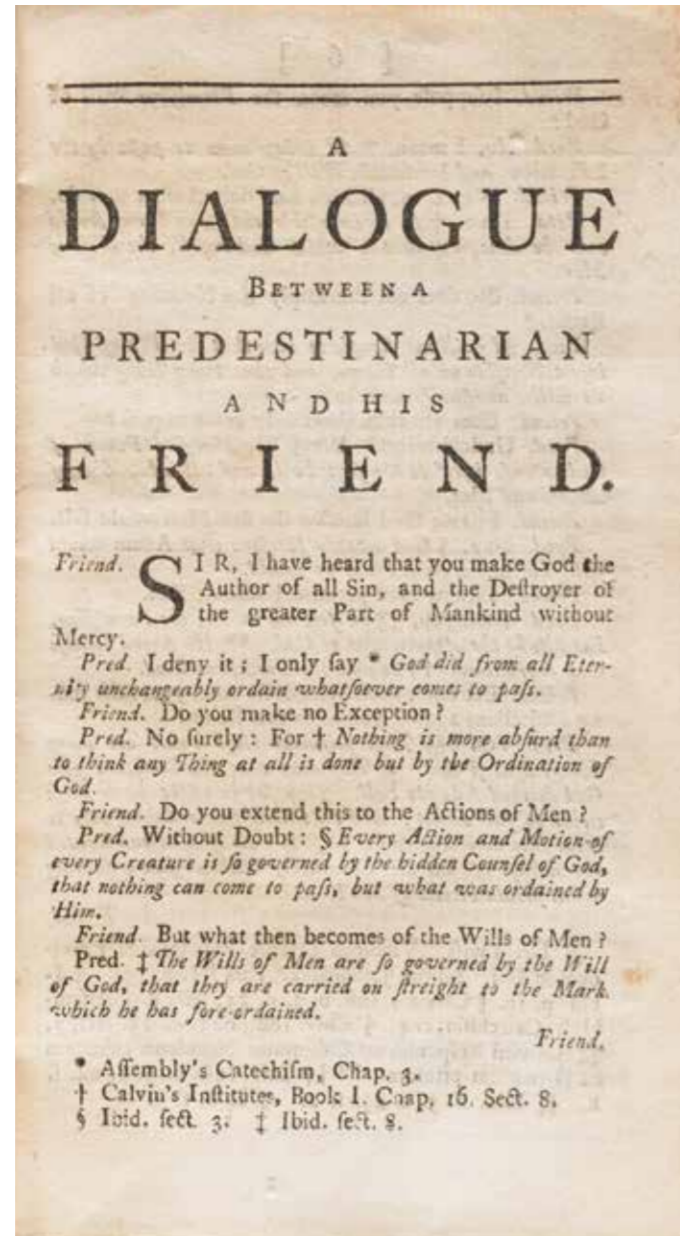 A
DIALOGUE
BETWEEN A
PREDESTINARIAN
AND HIS
FRIEND.
Friend. SIR, I have heard that you make God the
Author of all Sin, and the Deſtroyer of
the greater Part of Mankind without
Mercy.
Pred. I deny it; I only ſay * God did from all Eter-
nity unchangeably ordain whatſoever comes to paſs.
Friend. Do you make no Exception?
Pred. No ſurely: For † Nothing is more abſurd than
to think any Thing at all is done but by the Ordination of
God.
Friend. Do you extend this to the Actions of Men?
Pred. Without Doubt: § Every Action and Motion of
every Creature is ſo governed by the hidden Counſel of God,
that nothing can come to paſs, but what was ordained by
Him.
Friend. But what then becomes of the Wills of Men?
Pred. ‡ The Wills of Men are ſo governed by the Will
of God, that they are carried on ſtreight to the Mark
which he has fore-ordained.
Friend.
* Aſſembly's Catechiſm, Chap. 3.
† Calvin's Inſtitutes, Book I. Chap. 16. Sect. 8.
§ Ibid. ſect. 3. ‡ Ibid. ſect. 8.